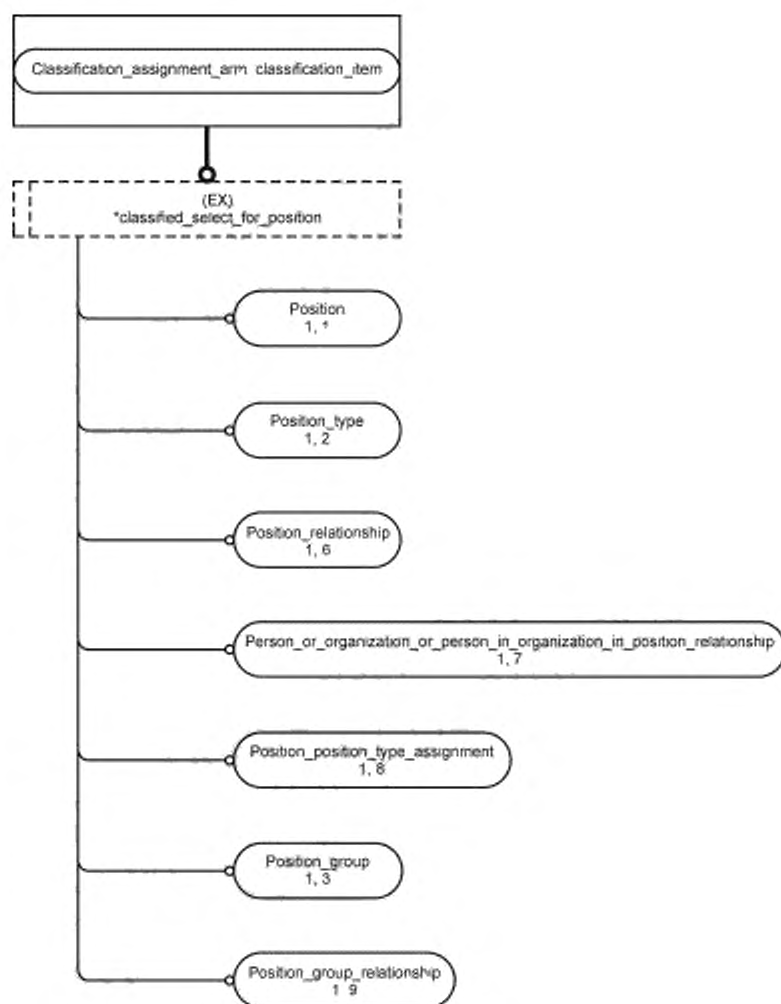 Classification_assignment_arm classification_item
(EX)
*classified_select_for_position
Position
1, *
Position_type
1, 2
Position_relationship
1, 6
Person_or_organization_or_person_in_organization_in_position_relationship
1, 7
Position_position_type_assignment
1, 8
Position_group
1, 3
Position_group_relationship
1 9